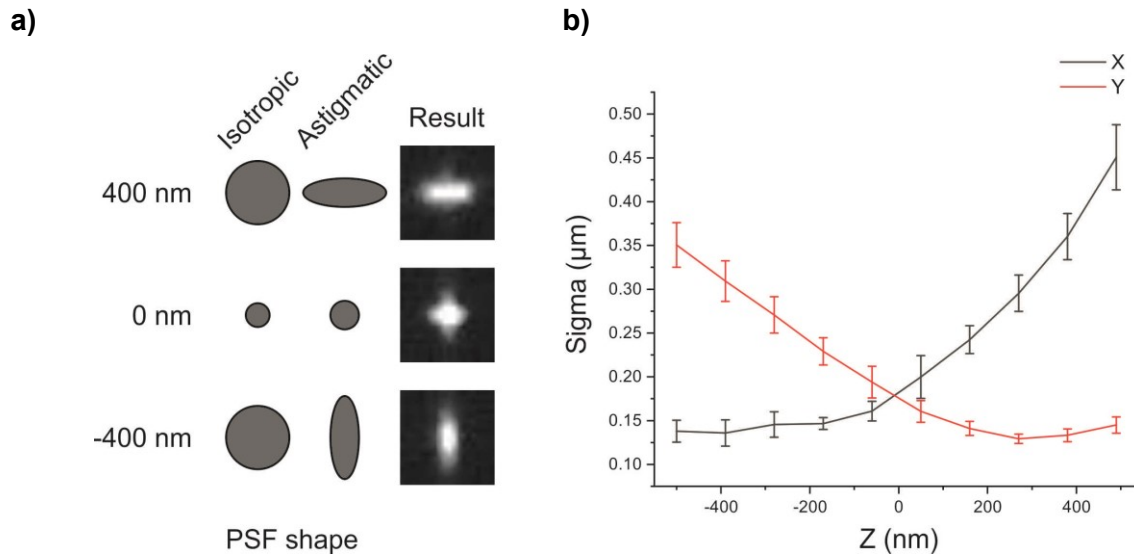 a)
Isotropic
Astigmatic
Result
400 nm
0 nm
-400 nm
PSF shape
b)
X
Y
Sigma (μm)
0.50
0.45
0.40
0.35
0.30
0.25
0.20
0.15
0.10
-400 -200 0 200 400
Z (nm)